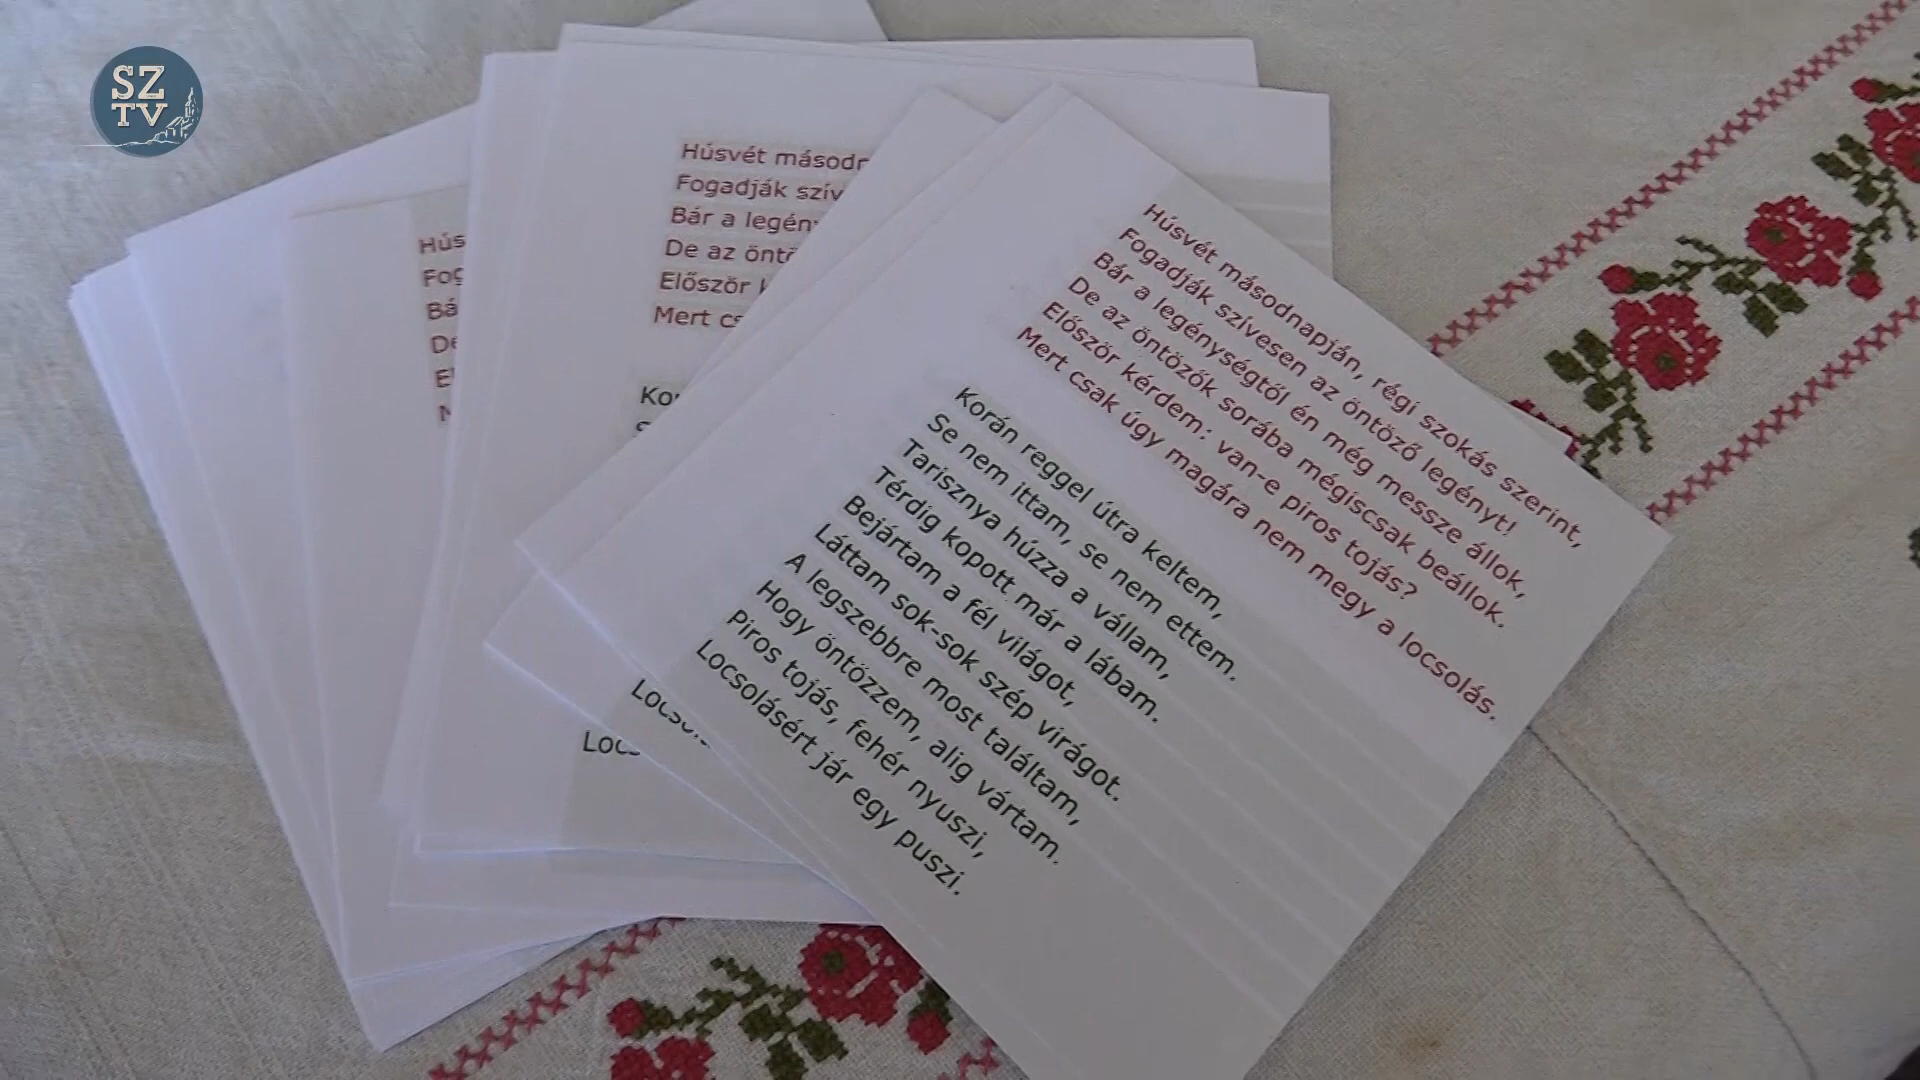 SZ
TV
Hús
Fog
Bá
Húsvét másodn
Fogadják szív
Bár a legény
De az öntö
Először k
Mert cs
Locs
Húsvét másodnapján, régi szokás szerint,
Fogadják szívesen az öntöző legényt!
Bár a legénységtől én még messze állok,
De az öntözők sorába mégiscsak beállok.
Először kérdem: van-e piros tojás?
Mert csak úgy magára nem megy a locsolás.
Korán reggel útra keltem,
Se nem ittam, se nem ettem.
Tarisznya húzza a vállam,
Térdig kopott már a lábam.
Bejártam a fél világot,
Láttam sok-sok szép virágot.
A legszebbre most találtam,
Hogy öntözzem, alig vártam.
Piros tojás, fehér nyuszi,
Locsolásért jár egy puszi.